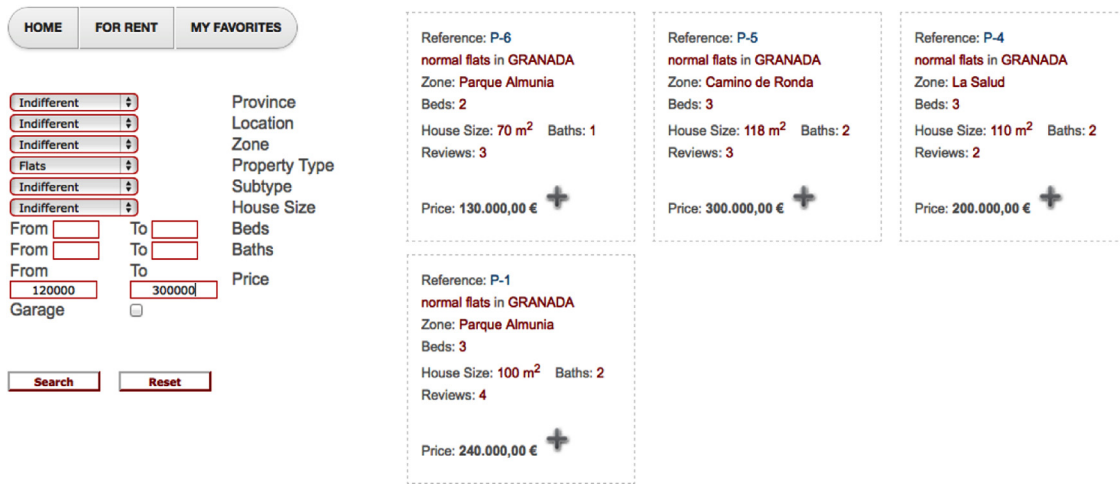 HOME FOR RENT MY FAVORITES
Indifferent Province
Indifferent Location
Indifferent Zone
Flats Property Type
Indifferent Subtype
Indifferent House Size
From To Beds
From To Baths
From To Price
120000 300000
Garage
Search Reset
Reference: P-6
normal flats in GRANADA
Zone: Parque Almunia
Beds: 2
House Size: 70 m² Baths: 1
Reviews: 3
Price: 130.000,00 €
Reference: P-5
normal flats in GRANADA
Zone: Camino de Ronda
Beds: 3
House Size: 118 m² Baths: 2
Reviews: 3
Price: 300.000,00 €
Reference: P-4
normal flats in GRANADA
Zone: La Salud
Beds: 3
House Size: 110 m² Baths: 2
Reviews: 2
Price: 200.000,00 €
Reference: P-1
normal flats in GRANADA
Zone: Parque Almunia
Beds: 3
House Size: 100 m² Baths: 2
Reviews: 4
Price: 240.000,00 €